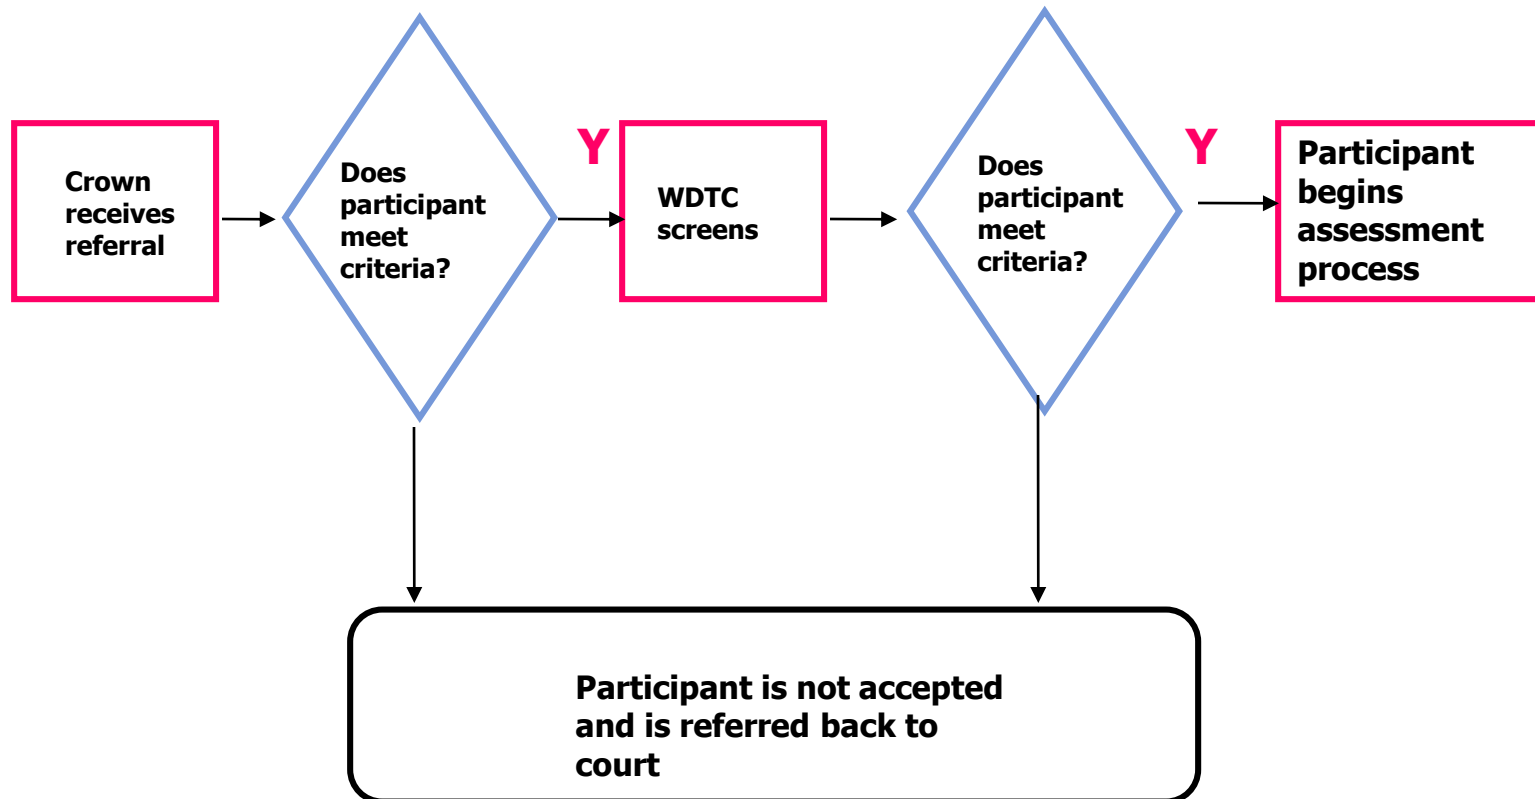 Crown
receives
referral
Does
participant
meet
criteria?
Y
WDTC
screens
Does
participant
meet
criteria?
Y
Participant
begins
assessment
process
Participant is not accepted
and is referred back to
court